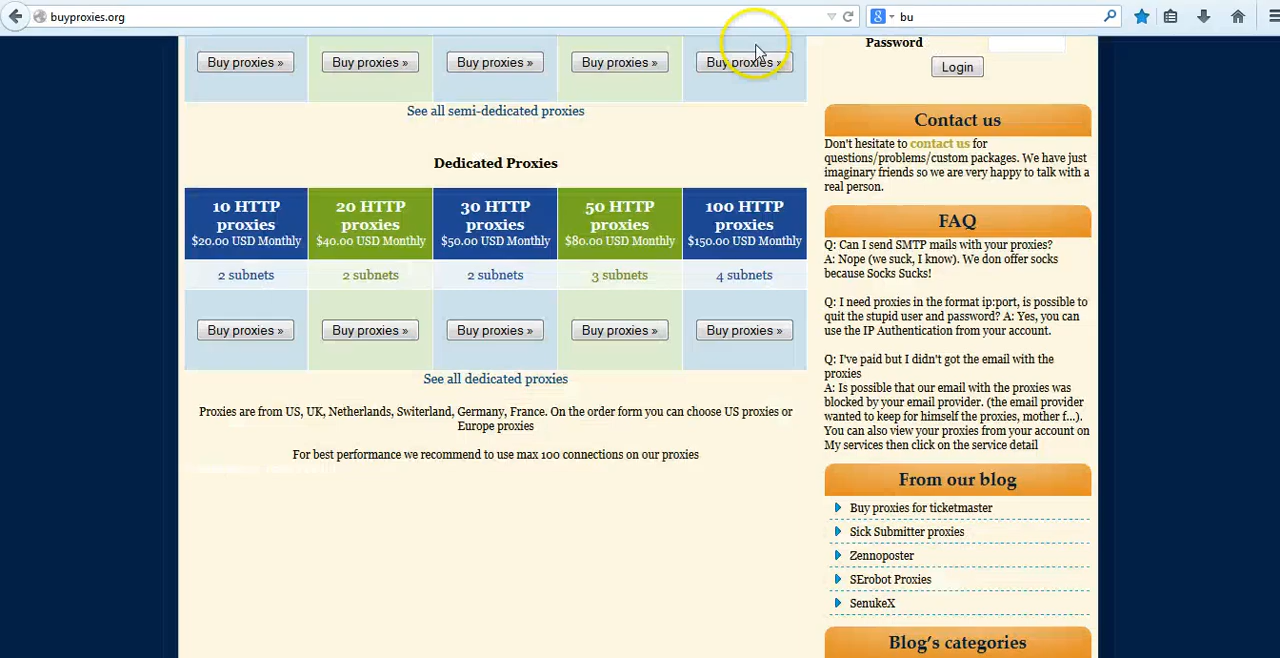 buyproxies.org
bu
Buy proxies » Buy proxies » Buy proxies » Buy proxies » Buy proxies »
See all semi-dedicated proxies
Dedicated Proxies
10 HTTP
proxies
$20.00 USD Monthly
20 HTTP
proxies
$40.00 USD Monthly
30 HTTP
proxies
$50.00 USD Monthly
50 HTTP
proxies
$80.00 USD Monthly
100 HTTP
proxies
$150.00 USD Monthly
2 subnets 2 subnets 2 subnets 3 subnets 4 subnets
Buy proxies » Buy proxies » Buy proxies » Buy proxies » Buy proxies »
See all dedicated proxies
Proxies are from US, UK, Netherlands, Switerland, Germany, France. On the order form you can choose US proxies or
Europe proxies
For best performance we recommend to use max 100 connections on our proxies
Password
Login
Contact us
Don't hesitate to contact us for
questions/problems/custom packages. We have just
imaginary friends so we are very happy to talk with a
real person.
FAQ
Q: Can I send SMTP mails with your proxies?
A: Nope (we suck, I know). We don offer socks
because Socks Sucks!
Q: I need proxies in the format ip:port, is possible to
quit the stupid user and password? A: Yes, you can
use the IP Authentication from your account.
Q: I've paid but I didn't got the email with the
proxies
A: Is possible that our email with the proxies was
blocked by your email provider. (the email provider
wanted to keep for himself the proxies, mother f...).
You can also view your proxies from your account on
My services then click on the service detail
From our blog
Buy proxies for ticketmaster
Sick Submitter proxies
Zennoposter
SErobot Proxies
SenukeX
Blog's categories